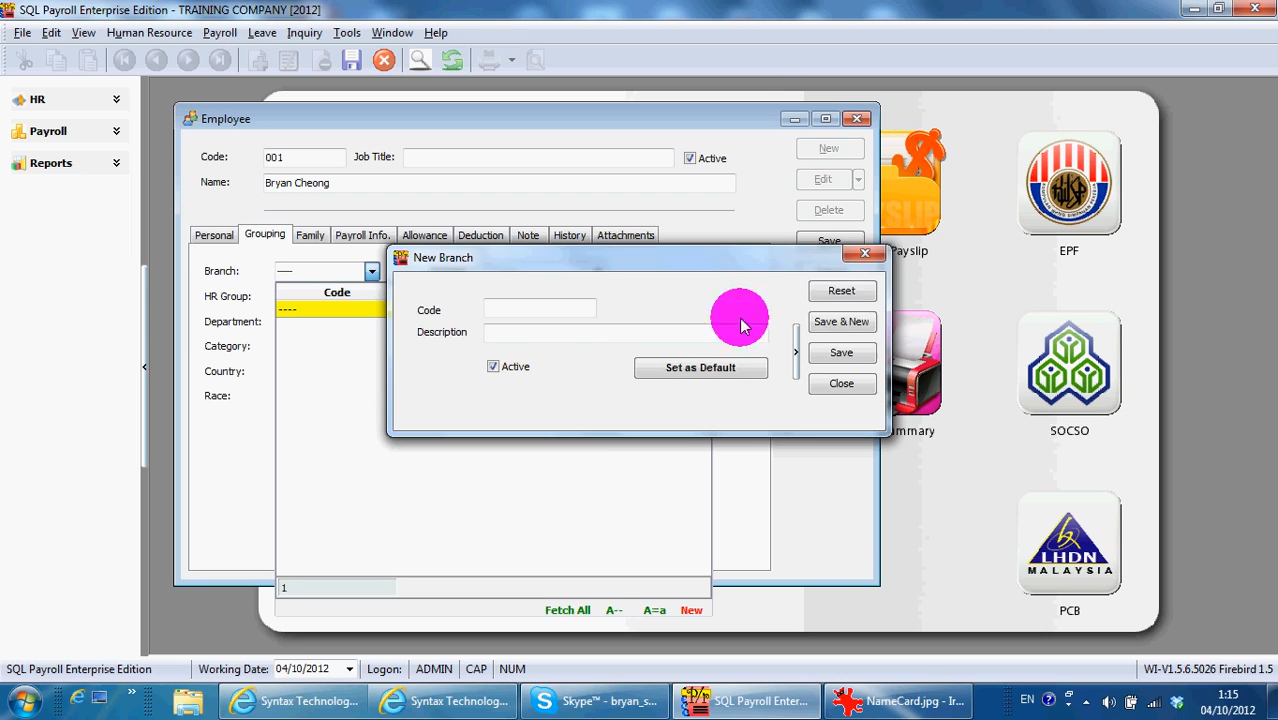 SQL Payroll Enterprise Edition - TRAINING COMPANY [2012]
File Edit View Human Resource Payroll Leave Inquiry Tools Window Help
HR
Payroll
Reports
Employee
Code: 001 Job Title: Active
Name: Bryan Cheong
New
Edit
Delete
Save
Personal Grouping Family Payroll Info. Allowance Deduction Note History Attachments
Branch: ----
HR Group:
Department:
Category:
Country:
Race:
Code
----
1
Fetch All A-- A=a New
New Branch
Code
Description
Active
Set as Default
Reset
Save & New
Save
Close
Payslip
EPF
SOCSO
LHDN
MALAYSIA
PCB
SQL Payroll Enterprise Edition Working Date: 04/10/2012 Logon: ADMIN CAP NUM WI-V1.5.6.5026 Firebird 1.5
Syntax Technolog... Syntax Technolog... Skype™ - bryan_s... SQL Payroll Enter... NameCard.jpg - Ir... EN 1:15
04/10/2012